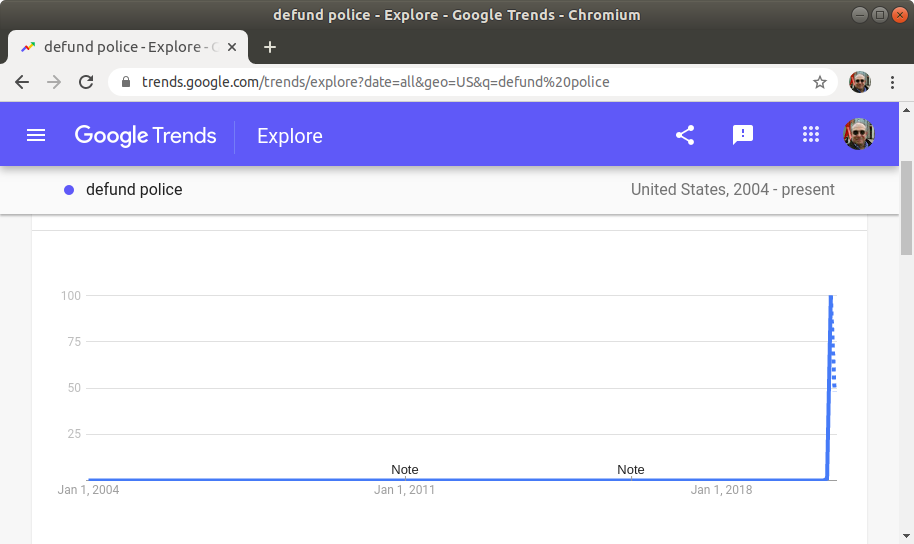 defund police - Explore - Google Trends - Chromium
defund police - Explore -
trends.google.com/trends/explore?date=all&geo=US&q=defund%20police
Google Trends Explore
defund police United States, 2004 - present
100
75
50
25
Note Note
Jan 1, 2004 Jan 1, 2011 Jan 1, 2018